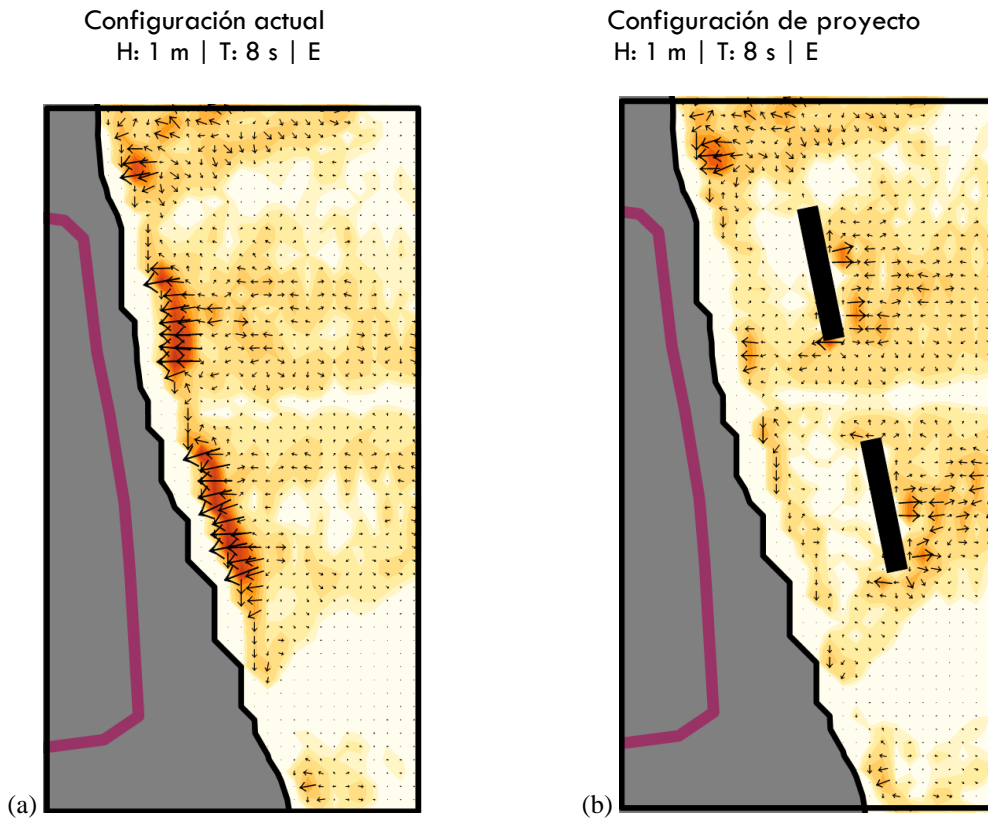 Configuración actual
H: 1 m | T: 8 s | E
Configuración de proyecto
H: 1 m | T: 8 s | E
(a)
(b)